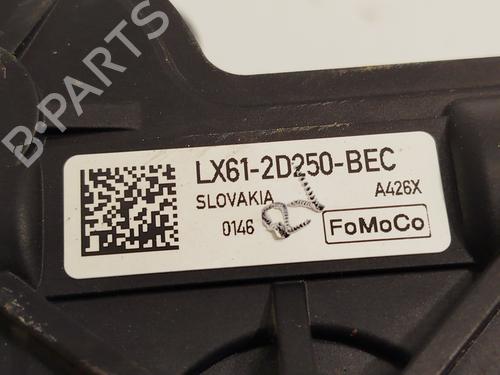 B-PARTS
LX61-2D250-BEC
SLOVAKIA
A426X
0146
FoMoCo